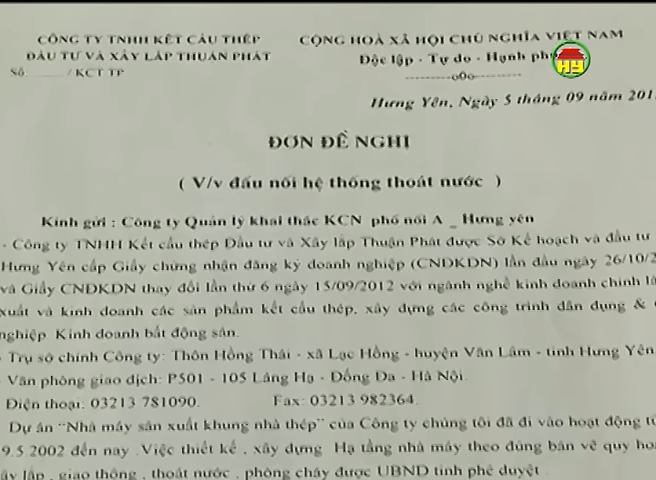 CÔNG TY TNHH KẾT CẤU THÉP
ĐẦU TƯ VÀ XÂY LẮP THUẬN PHÁT
Số ......... / KCT TP
CỘNG HOÀ XÃ HỘI CHỦ NGHĨA VIỆT NAM
Độc lập - Tự do - Hạnh
HY
Hưng Yên, Ngày 5 tháng 09 năm 201
ĐƠN ĐỀ NGHỊ
( V/v đấu nối hệ thống thoát nước )
Kính gửi : Công ty Quản lý khai thác KCN phố nối A _ Hưng yên
- Công ty TNHH Kết cấu thép Đầu tư và Xây lắp Thuận Phát được Sở Kế hoạch và đầu tư
Hưng Yên cấp Giấy chứng nhận đăng ký doanh nghiệp (CNĐKDN) lần đầu ngày 26/10/2
và Giấy CNĐKDN thay đổi lần thứ 6 ngày 15/09/2012 với ngành nghề kinh doanh chính là
xuất và kinh doanh các sản phẩm kết cấu thép, xây dựng các công trình dân dụng &
nghiệp. Kinh doanh bất động sản.
Trụ sở chính Công ty: Thôn Hồng Thái - xã Lạc Hồng - huyện Văn Lâm - tỉnh Hưng Yên
Văn phòng giao dịch: P501 - 105 Láng Hạ - Đống Đa - Hà Nội.
Điện thoại: 03213 781090. Fax: 03213 982364.
Dự án "Nhà máy sản xuất khung nhà thép" của Công ty chúng tôi đã đi vào hoạt động từ
9.5.2002 đến nay .Việc thiết kế , xây dựng Hạ tầng nhà máy theo đúng bản vẽ quy
lắp , giao thông , thoát nước , phòng cháy được UBND tỉnh phê duyệt